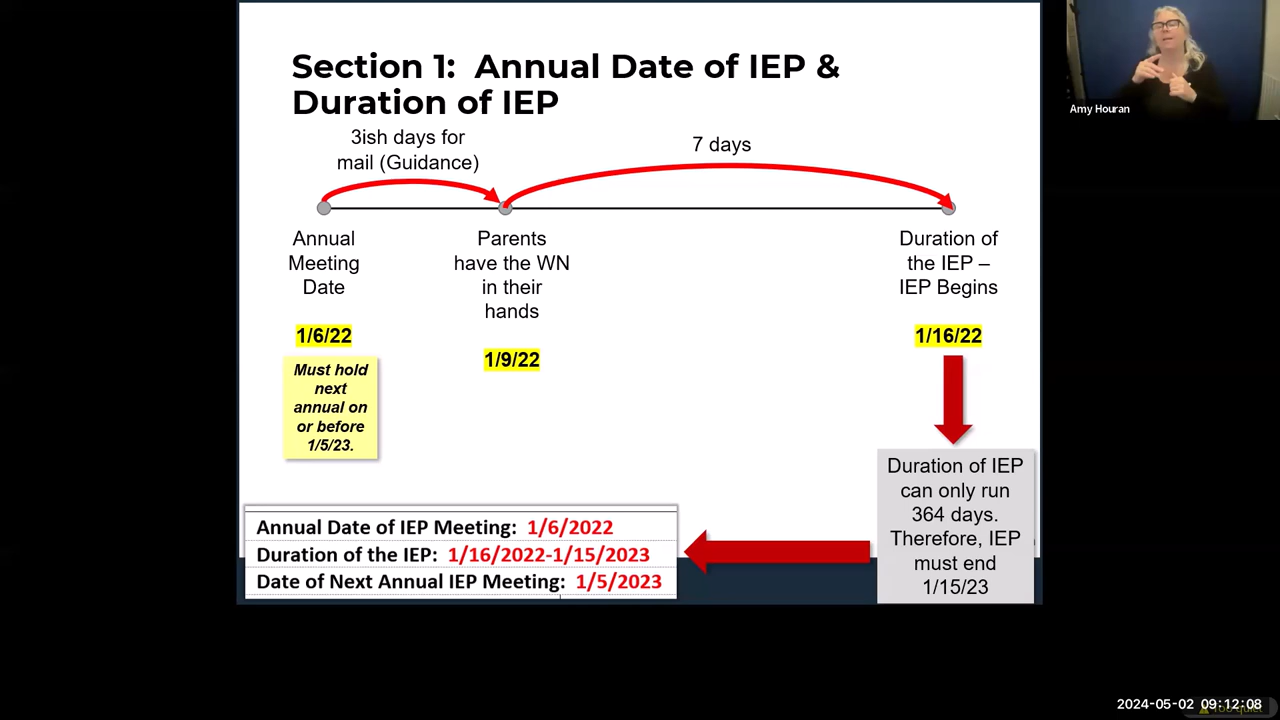 Section 1:  Annual Date of IEP &
Duration of IEP
3ish days for
mail (Guidance)
7 days
Annual
Meeting
Date
1/6/22
Must hold
next
annual on
or before
1/5/23.
Parents
have the WN
in their
hands
1/9/22
Duration of
the IEP –
IEP Begins
1/16/22
Duration of IEP
can only run
364 days.
Therefore, IEP
must end
1/15/23
Annual Date of IEP Meeting: 1/6/2022
Duration of the IEP: 1/16/2022-1/15/2023
Date of Next Annual IEP Meeting: 1/5/2023
Amy Houran
2024-05-02 09:12:08